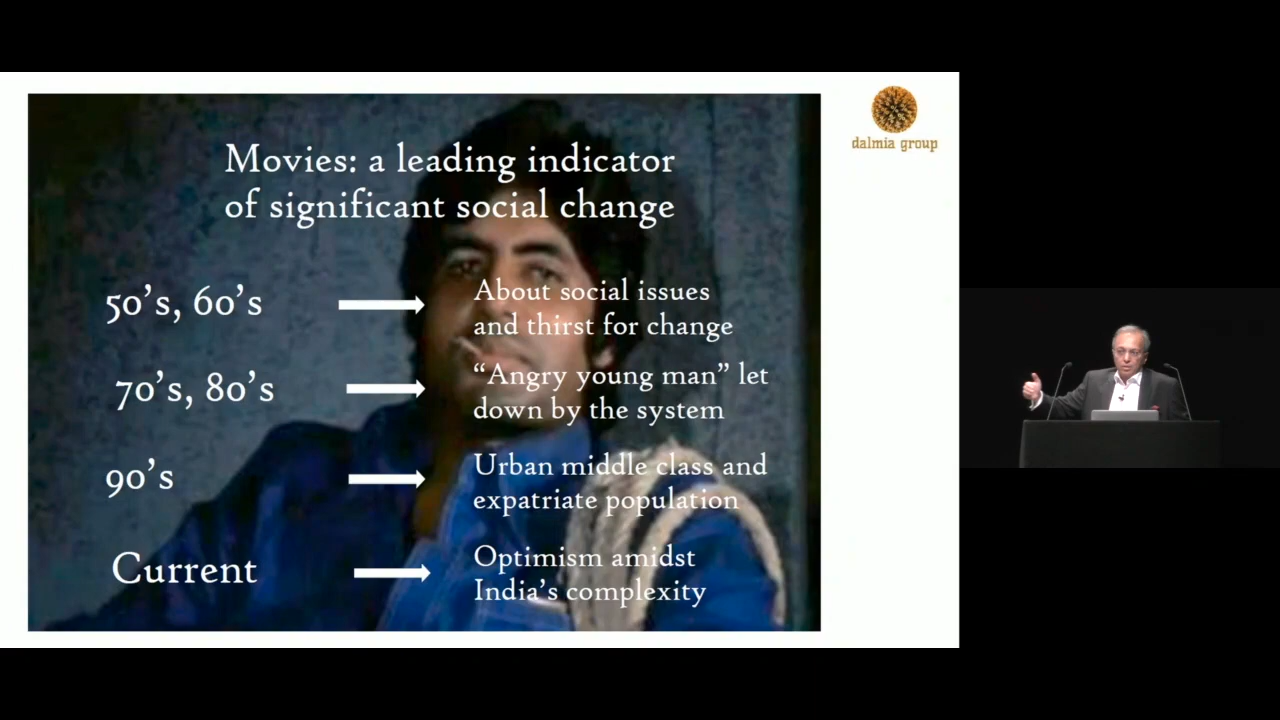 Movies: a leading indicator
of significant social change
50's, 60's
About social issues
and thirst for change
70's, 80's
“Angry young man” let
down by the system
90's
Urban middle class and
expatriate population
Current
Optimism amidst
India's complexity
dalmia group